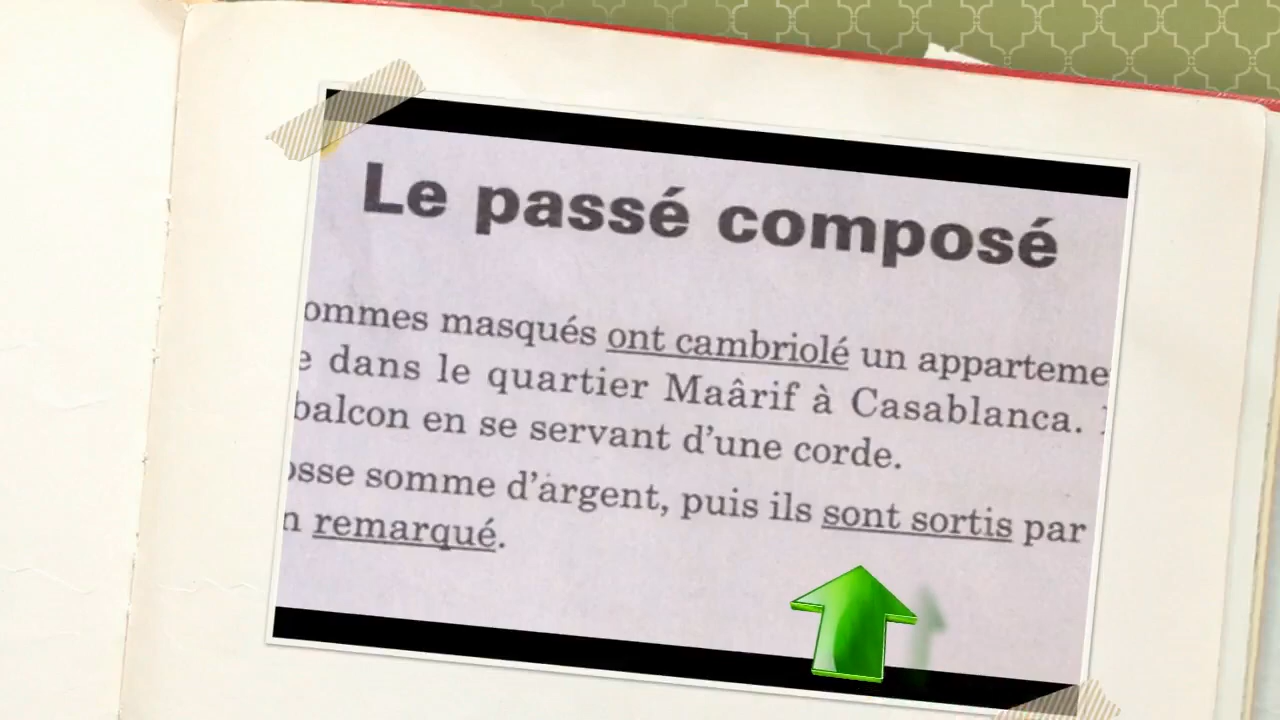 Le passé composé
ommes masqués ont cambriolé un apparteme
e dans le quartier Maârif à Casablanca.
balcon en se servant d'une corde.
osse somme d'argent, puis ils sont sortis par
n remarqué.